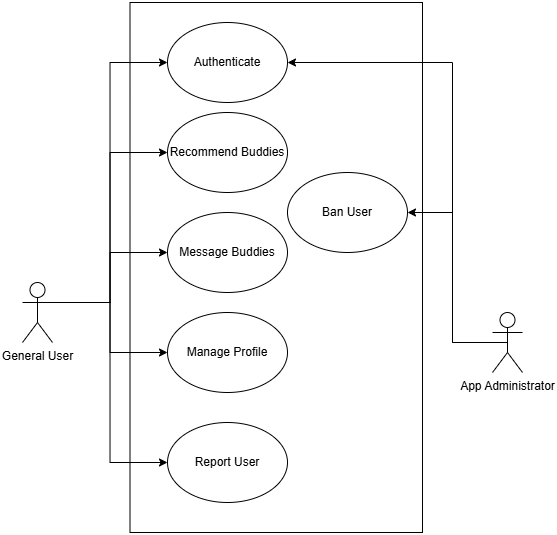 Authenticate
Recommend Buddies
Ban User
Message Buddies
Manage Profile
General User
App Administrator
Report User